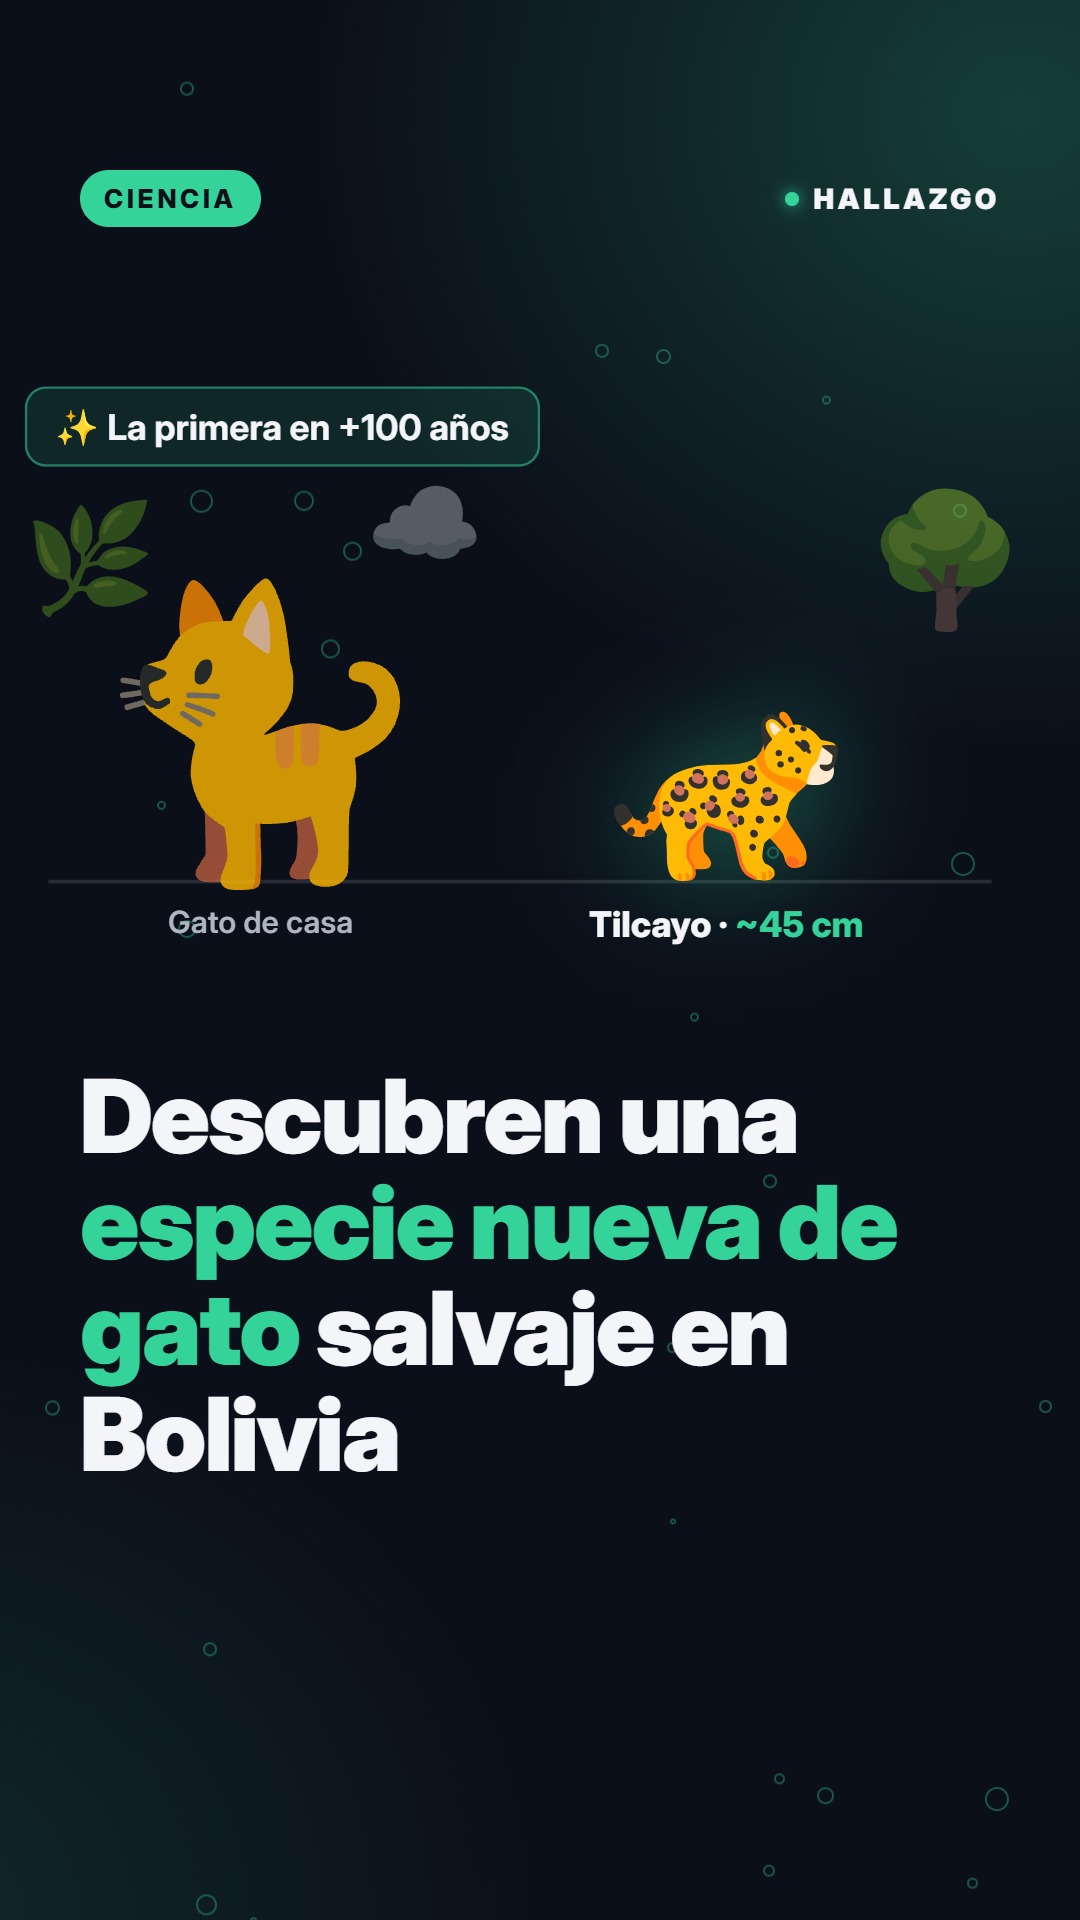 CIENCIA
HALLAZGO
✨ La primera en +100 años
Gato de casa
Tilcayo · ~45 cm
Descubren una
especie nueva de
gato salvaje en
Bolivia